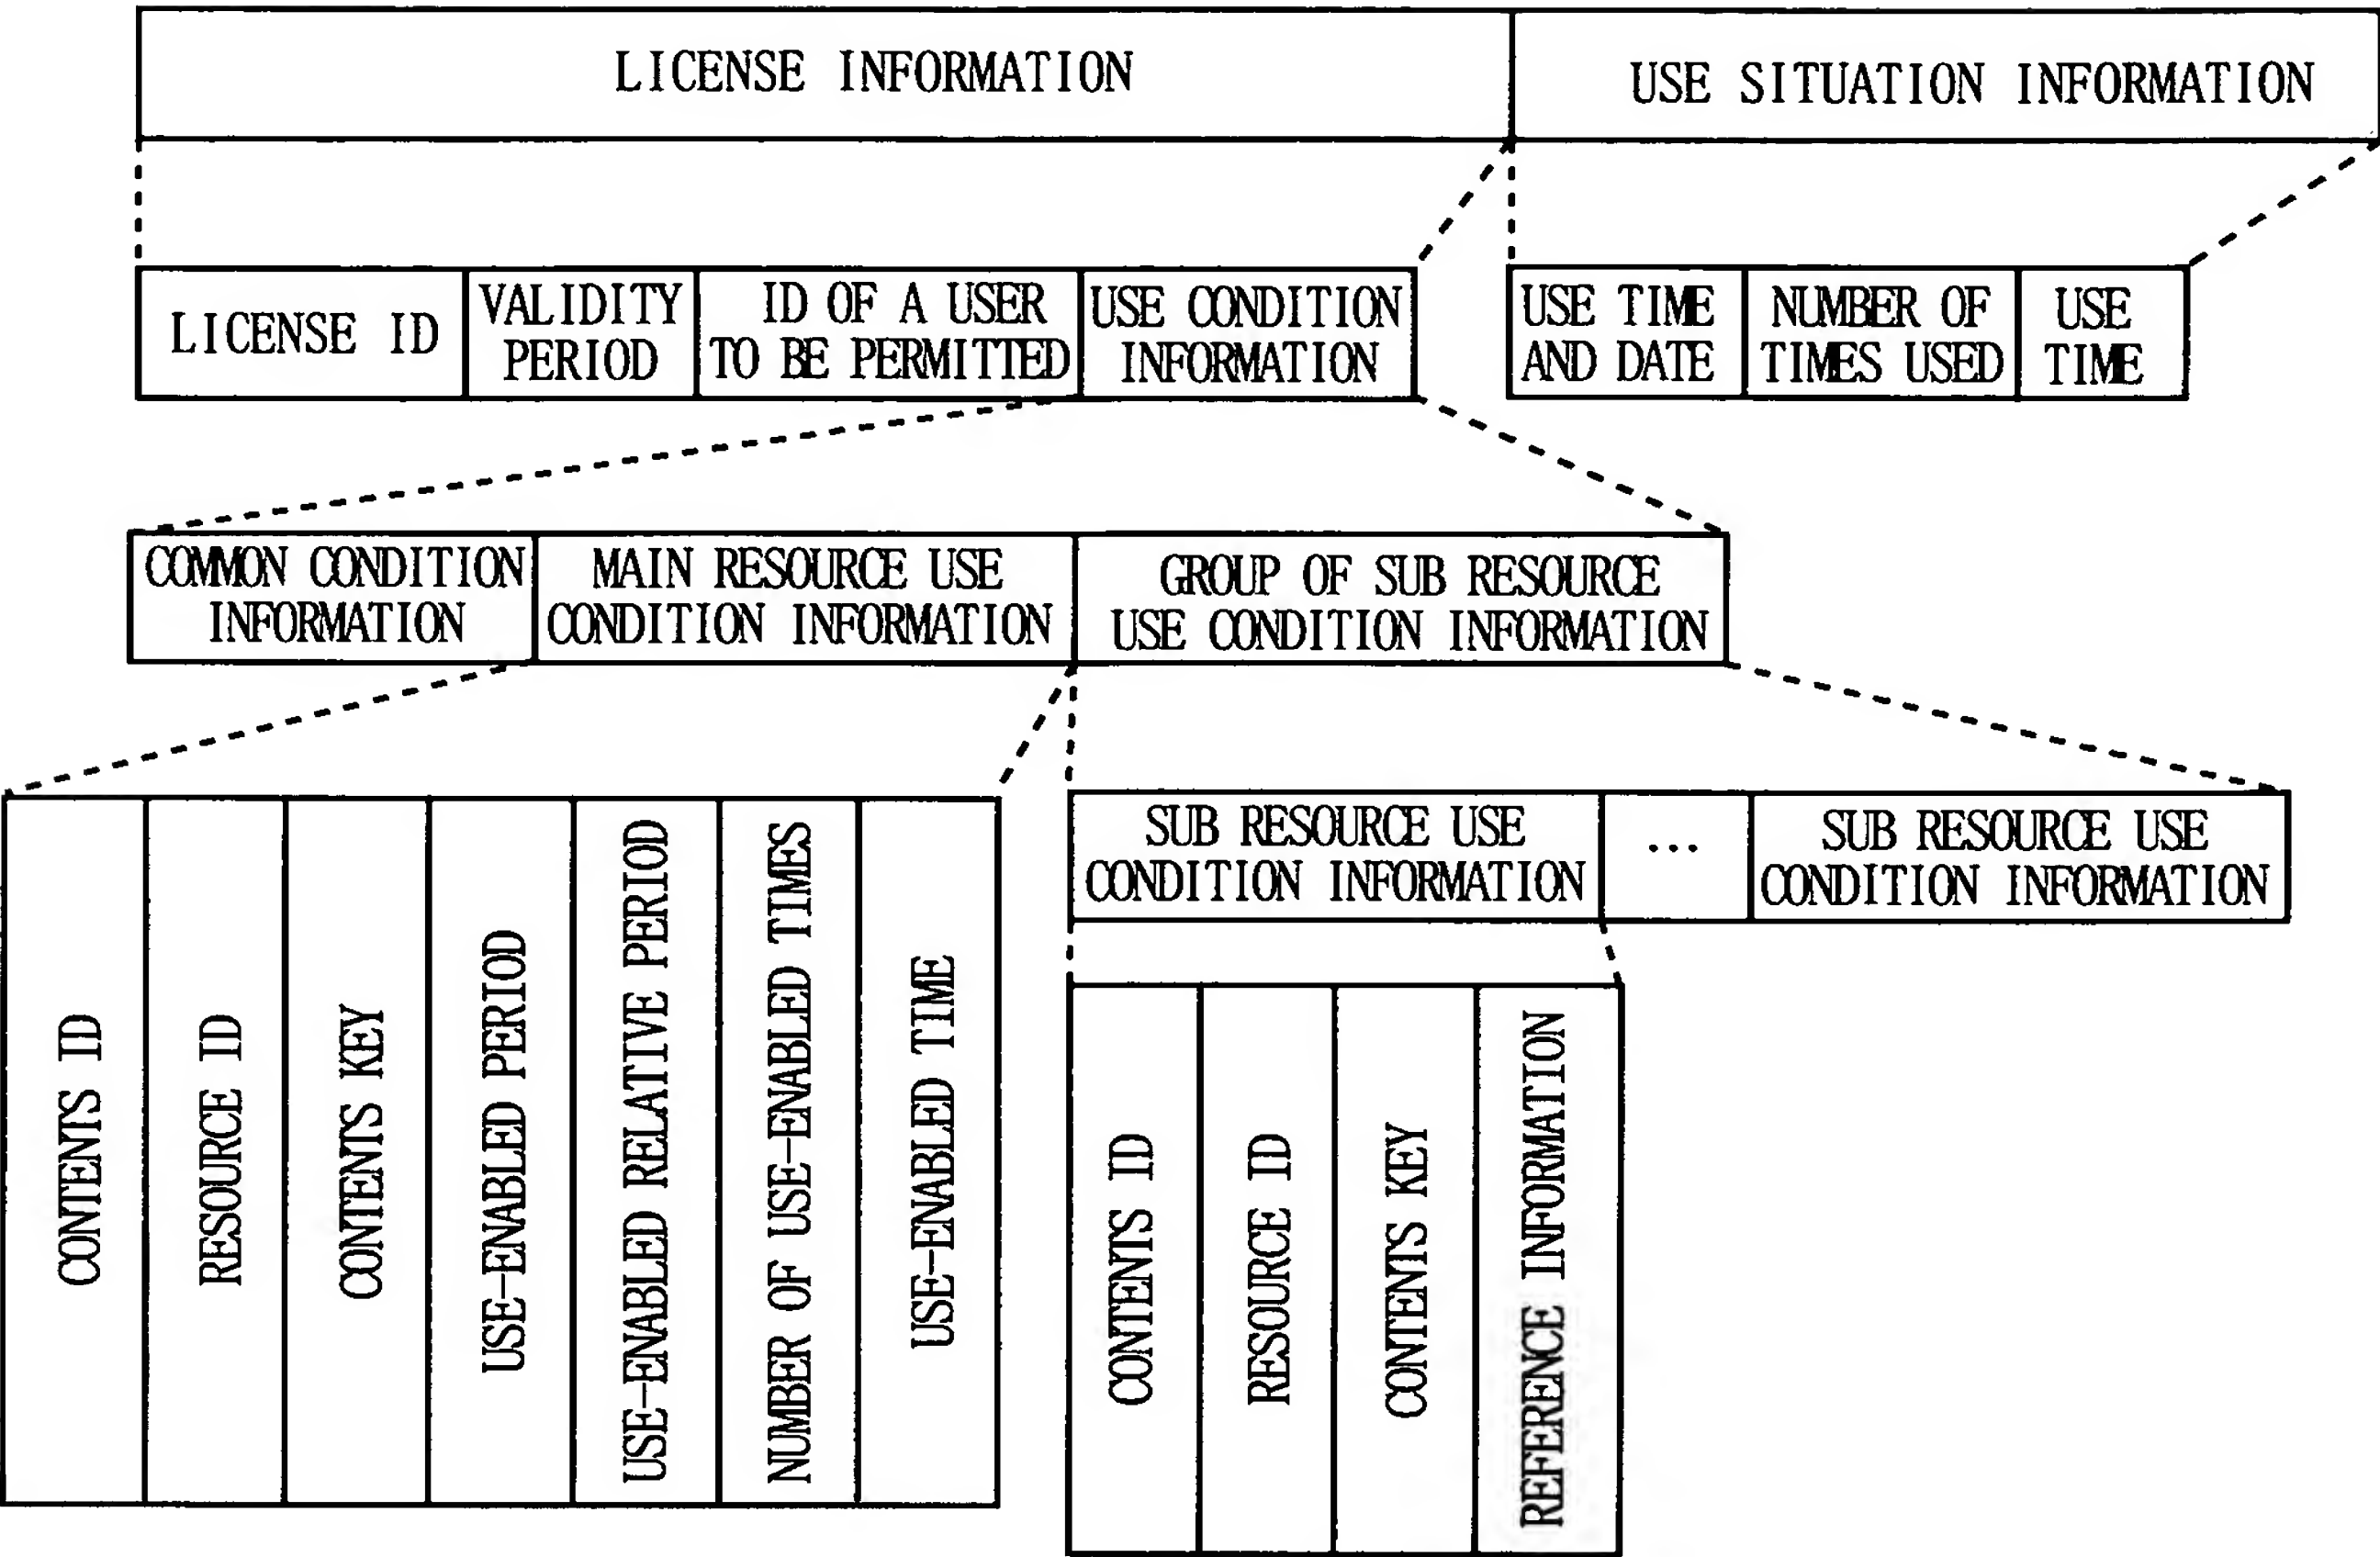 LICENSE INFORMATION
USE SITUATION INFORMATION
LICENSE ID
VALIDITY
PERIOD
ID OF A USER
TO BE PERMITTED
USE CONDITION
INFORMATION
USE TIME
AND DATE
NUMBER OF
TIMES USED
USE
TIME
COMMON CONDITION
INFORMATION
MAIN RESOURCE USE
CONDITION INFORMATION
GROUP OF SUB RESOURCE
USE CONDITION INFORMATION
CONTENTS ID
RESOURCE ID
CONTENTS KEY
USE-ENABLED PERIOD
USE-ENABLED RELATIVE PERIOD
NUMBER OF USE-ENABLED TIMES
USE-ENABLED TIME
SUB RESOURCE USE
CONDITION INFORMATION
...
SUB RESOURCE USE
CONDITION INFORMATION
CONTENTS ID
RESOURCE ID
CONTENTS KEY
REFERENCE INFORMATION